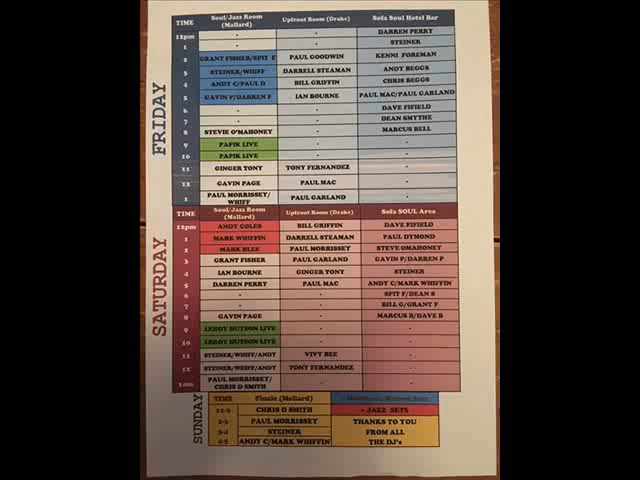 TIME Soul/Jazz Room (Mallard) Upfront Room (Drake) Sofa Soul Hotel Bar
12pm - - DARREN PERRY
1 - - STEINER
2 GRANT FISHER/SPIT F PAUL GOODWIN KENNI FOREMAN
3 STEINER/WHIFF DARRELL STEAMAN ANDY BEGGS
4 ANDY C/PAUL D BILL GRIFFIN CHRIS BEGGS
5 GAVIN P/DARREN P IAN BOURNE PAUL MAC/PAUL GARLAND
6 - - DAVE FIFIELD
7 - - DEAN SMYTHE
8 STEVIE O'MAHONEY - MARCUS BELL
9 PAPIK LIVE - -
10 PAPIK LIVE - -
11 GINGER TONY TONY FERNANDEZ -
12 GAVIN PAGE PAUL MAC -
1 PAUL MORRISSEY/WHIFF PAUL GARLAND -
FRIDAY
TIME Soul/Jazz Room (Mallard) Upfront Room (Drake) Sofa SOUL Area
12pm ANDY COLES BILL GRIFFIN DAVE FIFIELD
1 MARK WHIFFIN DARRELL STEAMAN PAUL DYMOND
2 MARK BLEE PAUL MORRISSEY STEVE OMAHONEY
3 GRANT FISHER PAUL GARLAND GAVIN P/DARREN P
4 IAN BOURNE GINGER TONY STEINER
5 DARREN PERRY PAUL MAC ANDY C/MARK WHIFFIN
6 - - SPIT F/DEAN S
7 - - BILL G/GRANT F
8 GAVIN PAGE - MARCUS B/DAVE B
9 LEROY HUTSON LIVE - -
10 LEROY HUTSON LIVE - -
11 STEINER/WHIFF/ANDY VIVY BEE -
12 STEINER/WHIFF/ANDY TONY FERNANDEZ -
1am PAUL MORRISSEY/CHRIS D SMITH - -
SATURDAY
TIME Finale (Mallard)
CHRIS D SMITH = JAZZ SETS
2-3 PAUL MORRISSEY THANKS TO YOU
3-4 STEINER FROM ALL
4-5 ANDY C/MARK WHIFFIN THE DJ's
SUNDAY